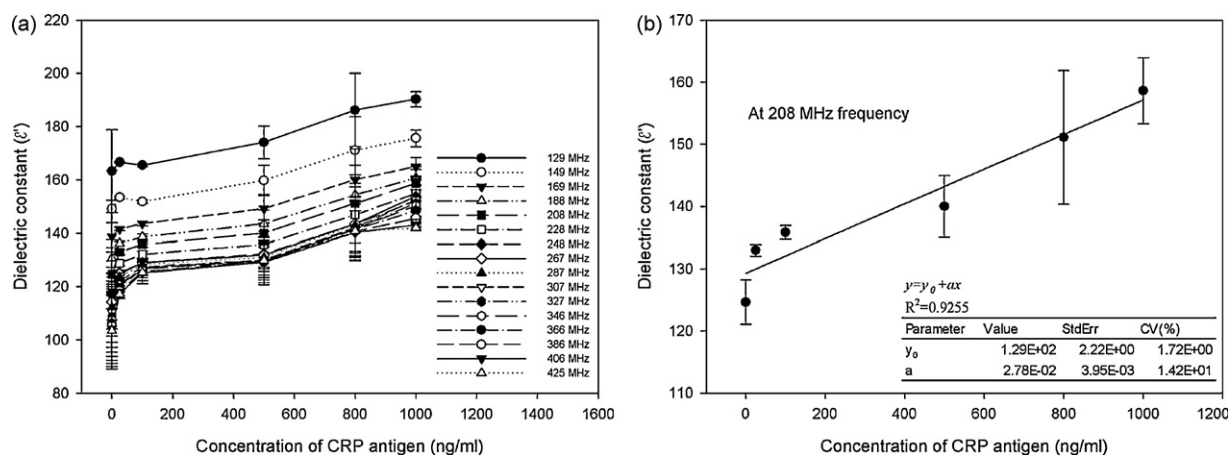 (a)
220
200
180
160
140
120
100
80
Dielectric constant (ε')
0 200 400 600 800 1000 1200 1400 1600
Concentration of CRP antigen (ng/ml)
129 MHz
149 MHz
169 MHz
188 MHz
208 MHz
228 MHz
248 MHz
267 MHz
287 MHz
307 MHz
327 MHz
346 MHz
366 MHz
386 MHz
406 MHz
425 MHz
(b)
170
160
150
140
130
120
110
Dielectric constant (ε')
At 208 MHz frequency
y=y₀+ax
R²=0.9255
Parameter Value StdErr CV(%)
y₀ 1.29E+02 2.22E+00 1.72E+00
a 2.78E-02 3.95E-03 1.42E+01
0 200 400 600 800 1000 1200
Concentration of CRP antigen (ng/ml)